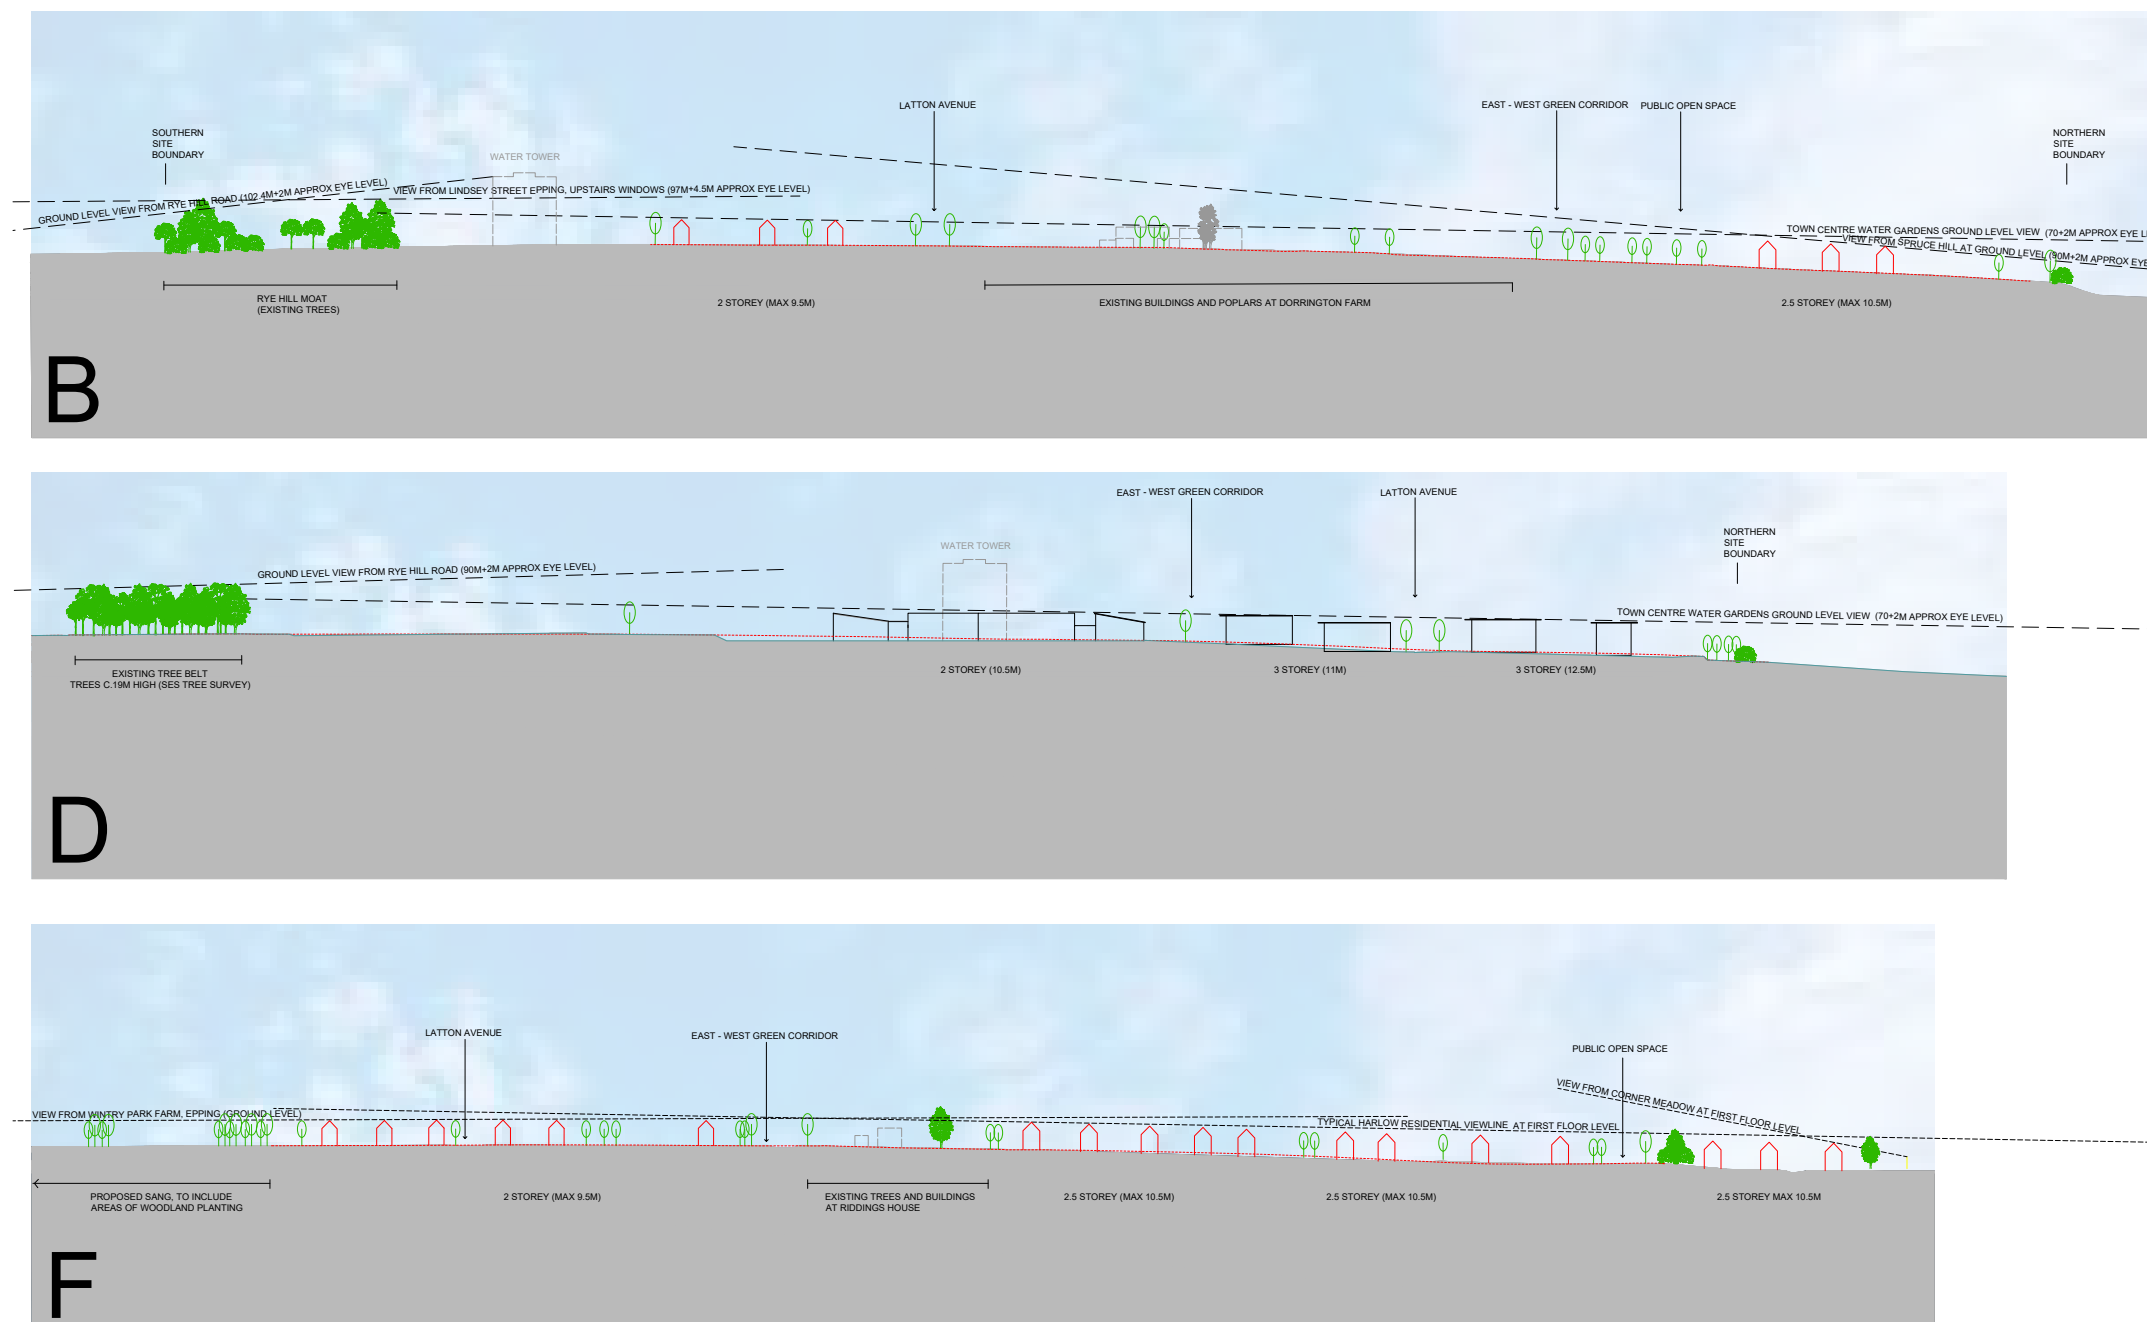 LATTON AVENUE
EAST - WEST GREEN CORRIDOR
PUBLIC OPEN SPACE
SOUTHERN
SITE
BOUNDARY
NORTHERN
SITE
BOUNDARY
WATER TOWER
GROUND LEVEL VIEW FROM RYE HILL ROAD (102.4M+2M APPROX EYE LEVEL)
VIEW FROM LINDSEY STREET EPPING, UPSTAIRS WINDOWS (97M+4.5M APPROX EYE LEVEL)
TOWN CENTRE WATER GARDENS GROUND LEVEL VIEW (70+2M APPROX EYE
VIEW FROM SPRUCE HILL AT GROUND LEVEL (90M+2M APPROX EYE
RYE HILL MOAT
(EXISTING TREES)
2 STOREY (MAX 9.5M)
EXISTING BUILDINGS AND POPLARS AT DORRINGTON FARM
2.5 STOREY (MAX 10.5M)
B
EAST - WEST GREEN CORRIDOR
LATTON AVENUE
NORTHERN
SITE
BOUNDARY
WATER TOWER
GROUND LEVEL VIEW FROM RYE HILL ROAD (90M+2M APPROX EYE LEVEL)
TOWN CENTRE WATER GARDENS GROUND LEVEL VIEW (70+2M APPROX EYE LEVEL)
EXISTING TREE BELT
TREES C.19M HIGH (SES TREE SURVEY)
2 STOREY (10.5M)
3 STOREY (11M)
3 STOREY (12.5M)
D
LATTON AVENUE
EAST - WEST GREEN CORRIDOR
PUBLIC OPEN SPACE
VIEW FROM CORNER MEADOW AT FIRST FLOOR LEVEL
VIEW FROM WINTRY PARK FARM, EPPING (GROUND LEVEL)
TYPICAL HARLOW RESIDENTIAL VIEWLINE AT FIRST FLOOR LEVEL
PROPOSED SANG, TO INCLUDE
AREAS OF WOODLAND PLANTING
2 STOREY (MAX 9.5M)
EXISTING TREES AND BUILDINGS
AT RIDDINGS HOUSE
2.5 STOREY (MAX 10.5M)
2.5 STOREY (MAX 10.5M)
2.5 STOREY MAX 10.5M
F